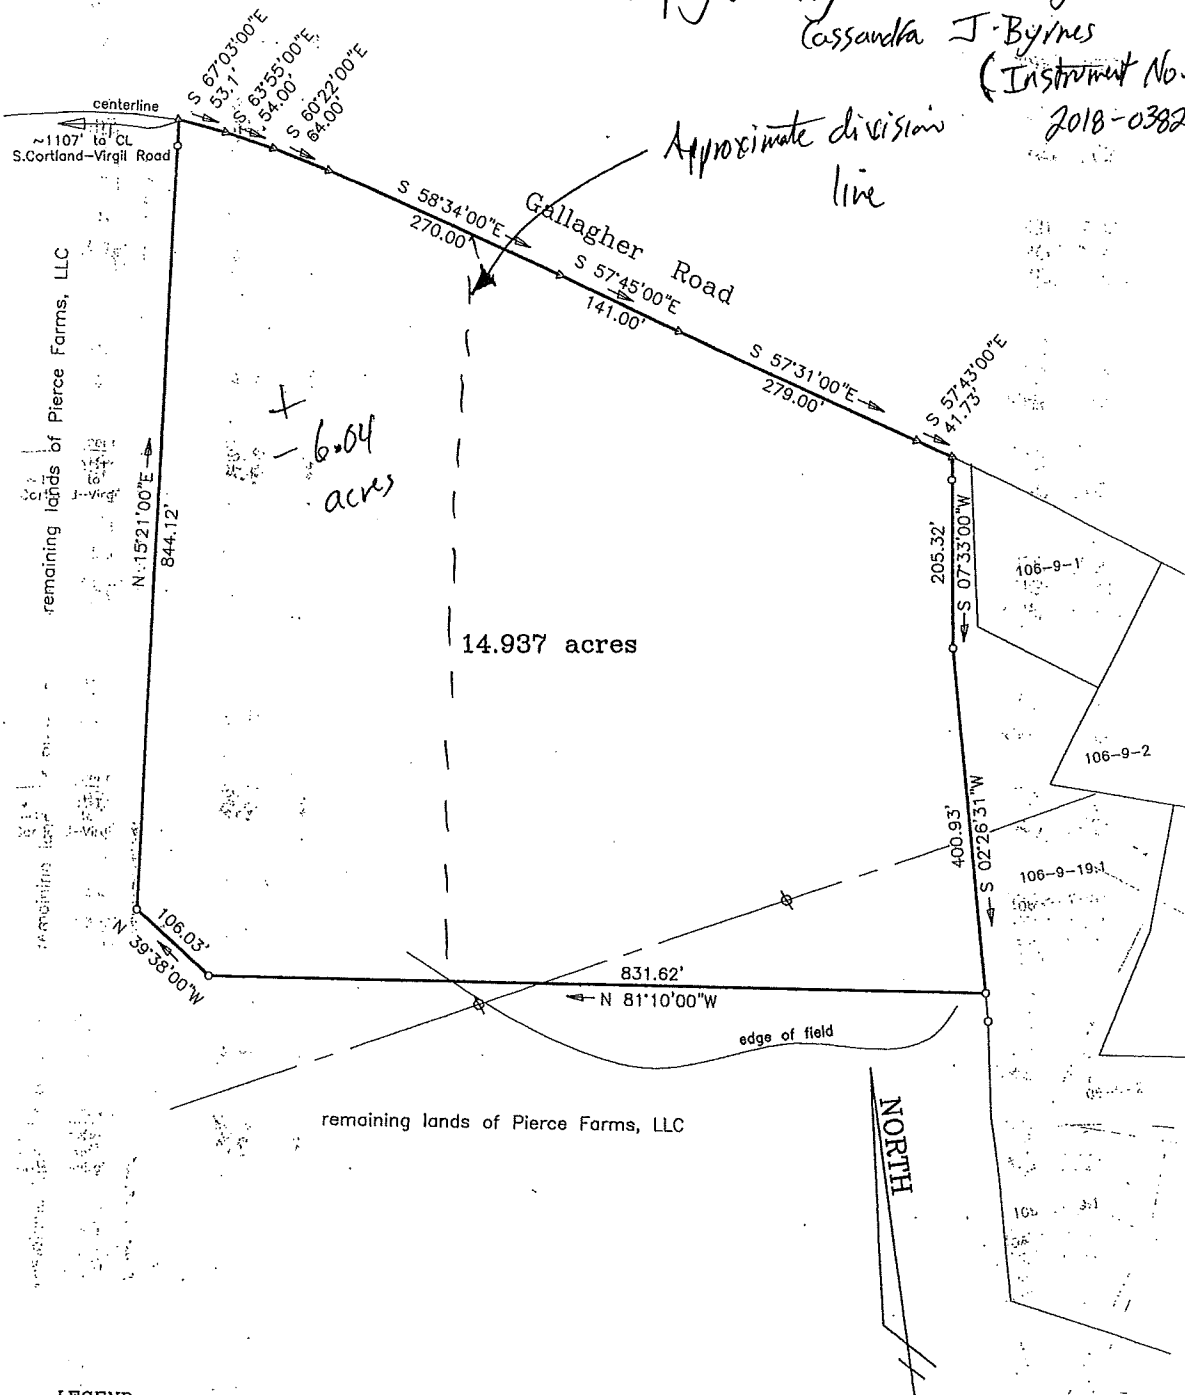 Cassandra J. Byrnes
(Instrument No.
2018-0382
Approximate division
line
centerline
~1107' to CL
S.Cortland-Virgil Road
S 67°03'00"E
53.1'
S 63°55'00"E
54.00'
S 60°22'00"E
64.00'
S 58°34'00"E
270.00'
Gallagher Road
S 57°45'00"E
141.00'
S 57°31'00"E
279.00'
S 57°43'00"E
41.73'
remaining lands of Pierce Farms, LLC
N 15°21'00"E
844.12'
+
- 6.04
acres
14.937 acres
205.32'
S 07°33'00"W
106-9-1
106-9-2
400.93'
S 02°26'31"W
106-9-19.1
106.03'
N 39°38'00"W
831.62'
N 81°10'00"W
edge of field
remaining lands of Pierce Farms, LLC
NORTH
LEGEND